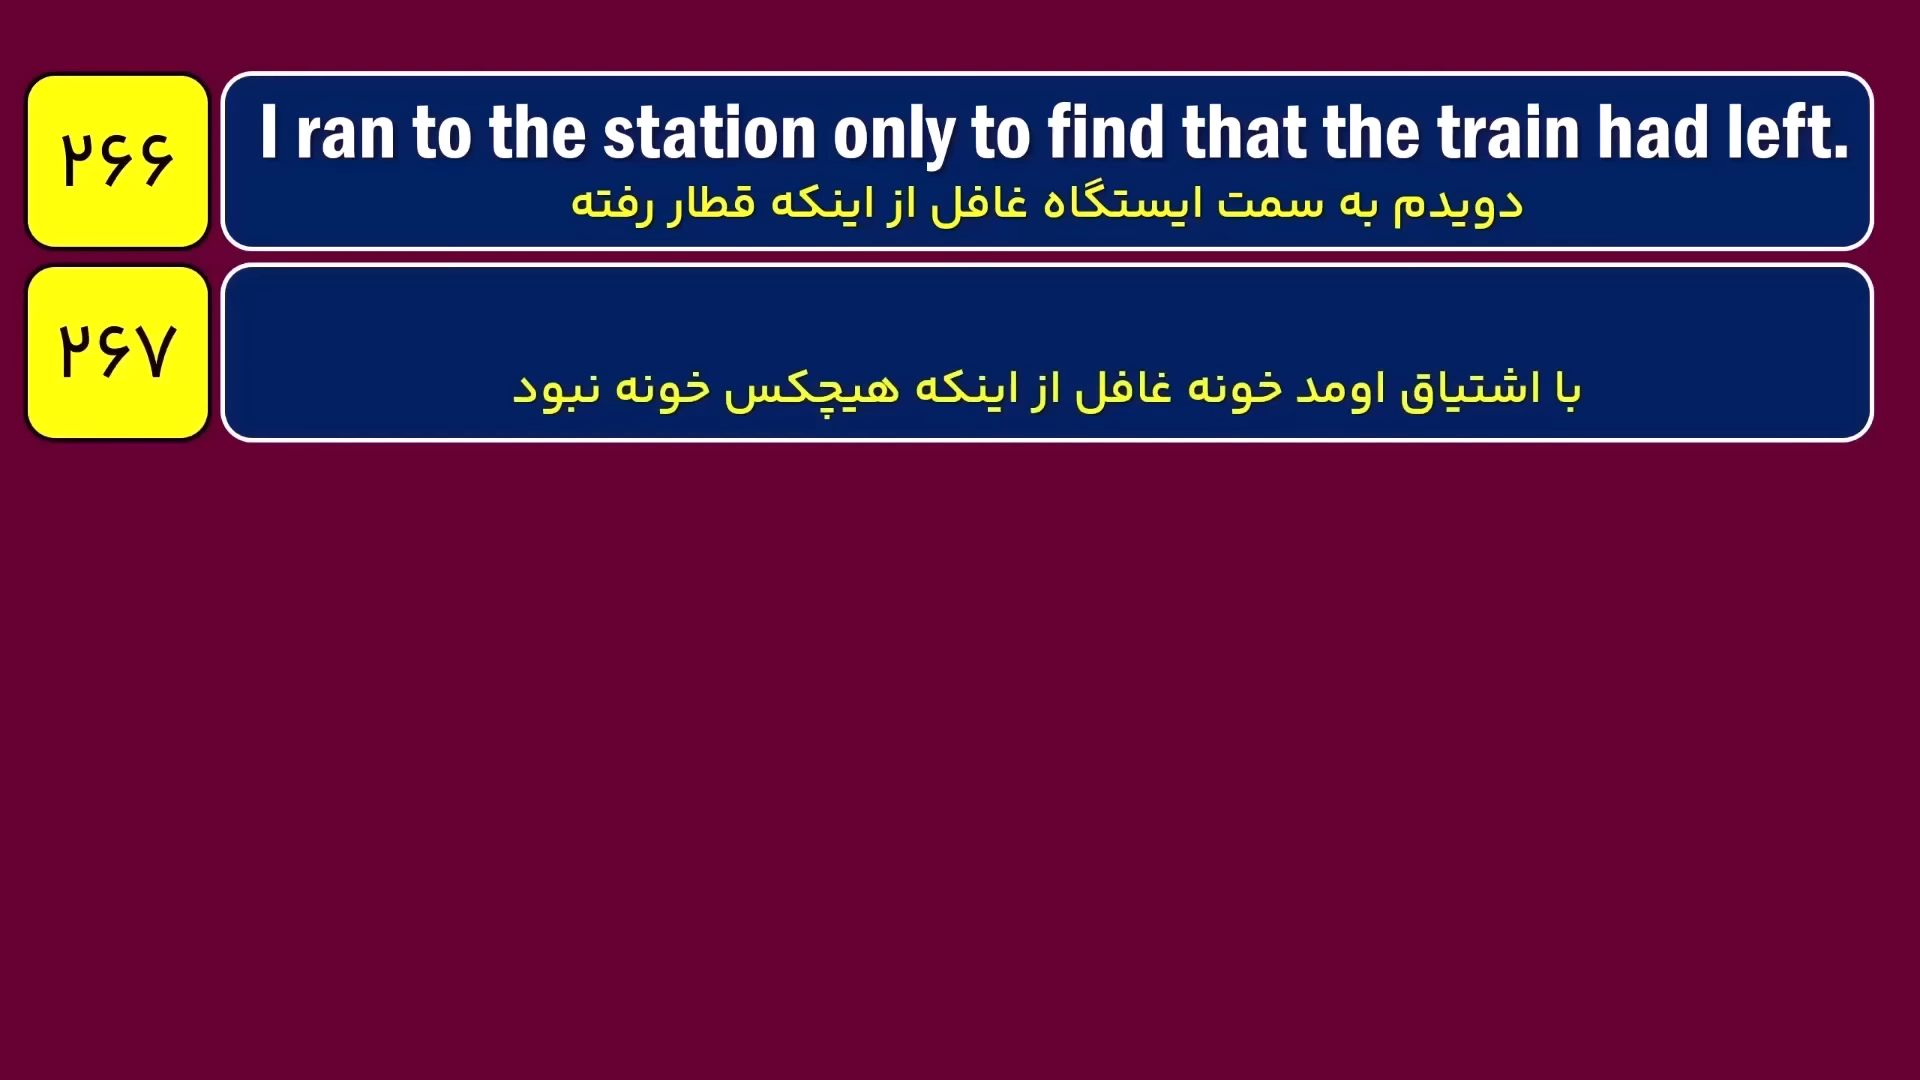 ۲۶۶
I ran to the station only to find that the train had left.
دویدم به سمت ایستگاه غافل از اینکه قطار رفته
۲۶۷
با اشتیاق اومد خونه غافل از اینکه هیچکس خونه نبود